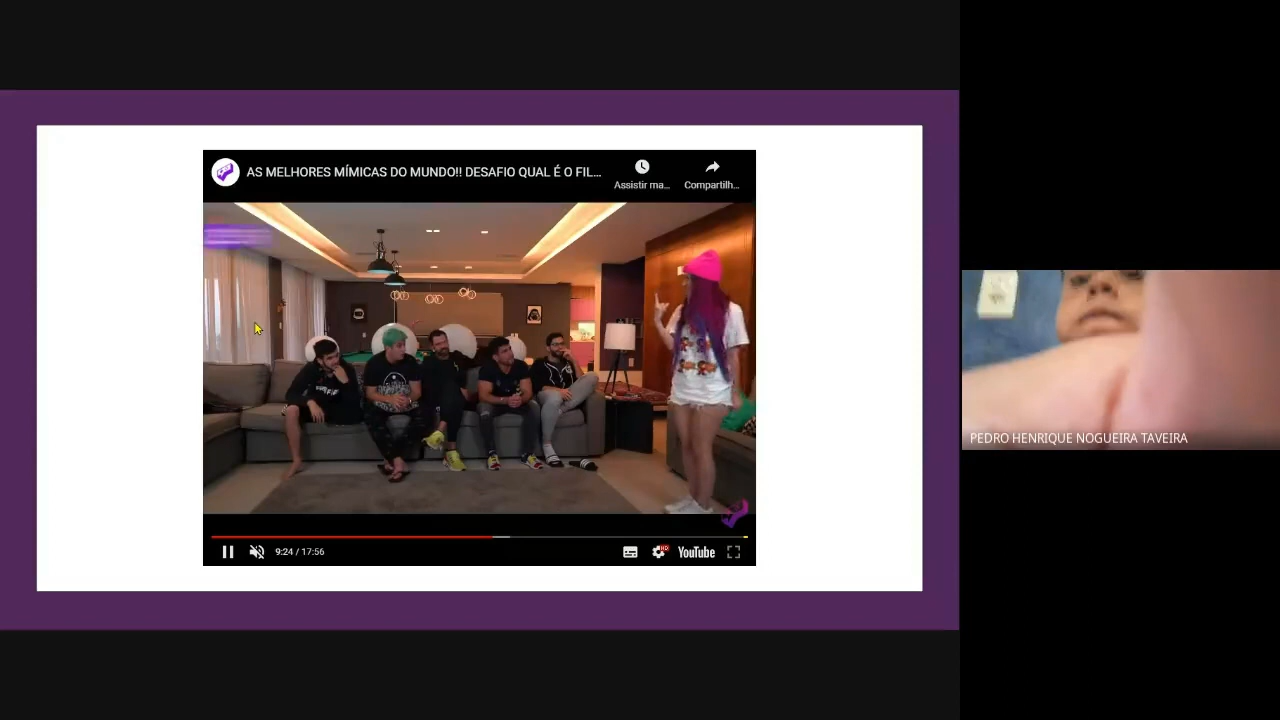 AS MELHORES MÍMICAS DO MUNDO!! DESAFIO QUAL É O FIL...
Assistir ma...
Compartilh...
9:24 / 17:56
HD
YouTube
PEDRO HENRIQUE NOGUEIRA TAVEIRA